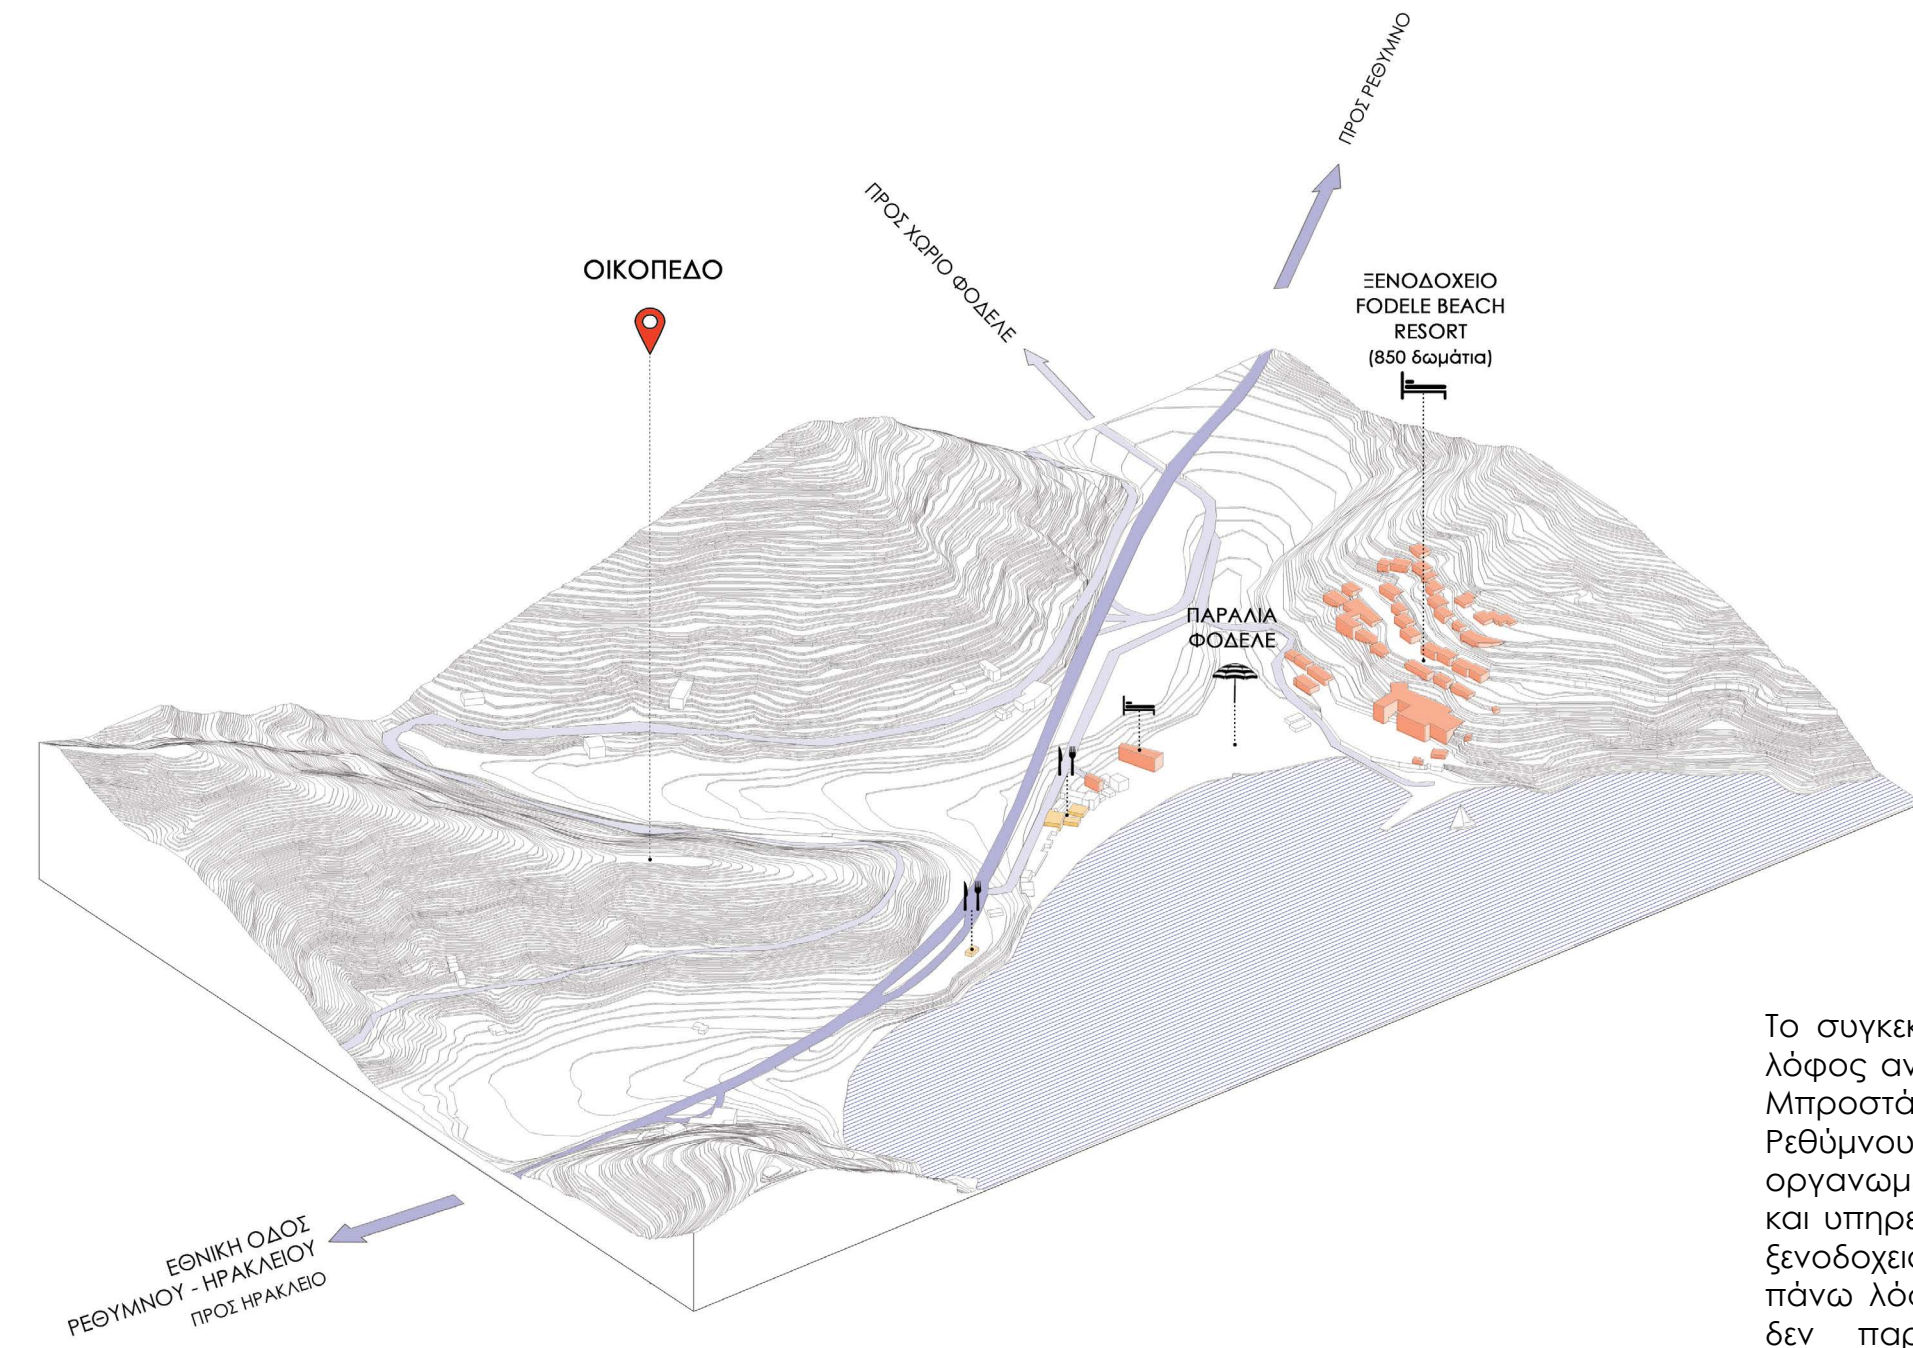 ΠΡΟΣ ΡΕΘΥΜΝΟ
ΠΡΟΣ ΧΩΡΙΟ ΦΟΔΕΛΕ
ΟΙΚΟΠΕΔΟ
ΞΕΝΟΔΟΧΕΙΟ
FODELE BEACH
RESORT
(850 δωμάτια)
ΠΑΡΑΛΙΑ
ΦΟΔΕΛΕ
ΕΘΝΙΚΗ ΟΔΟΣ
ΡΕΘΥΜΝΟΥ - ΗΡΑΚΛΕΙΟΥ
ΠΡΟΣ ΗΡΑΚΛΕΙΟ
Το
λόφος
Μπροστά
Ρεθύμνου
και
πάνω
δεν